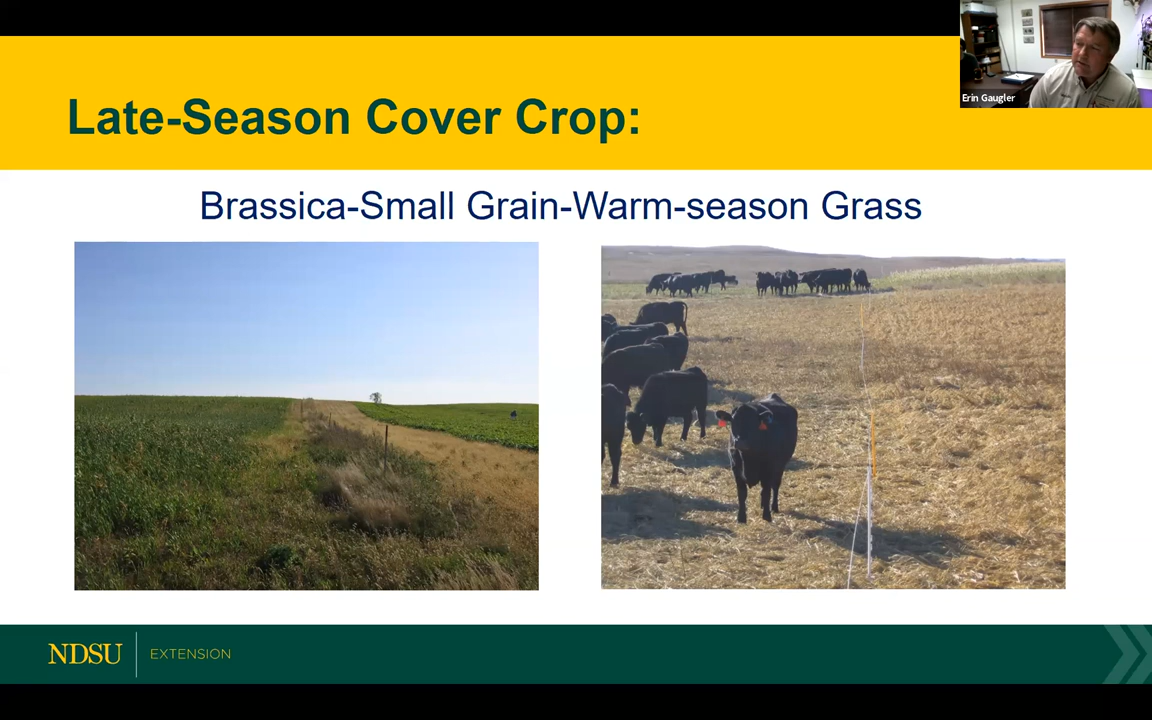 Late-Season Cover Crop:
Erin Gaugler
Brassica-Small Grain-Warm-season Grass
NDSU
EXTENSION